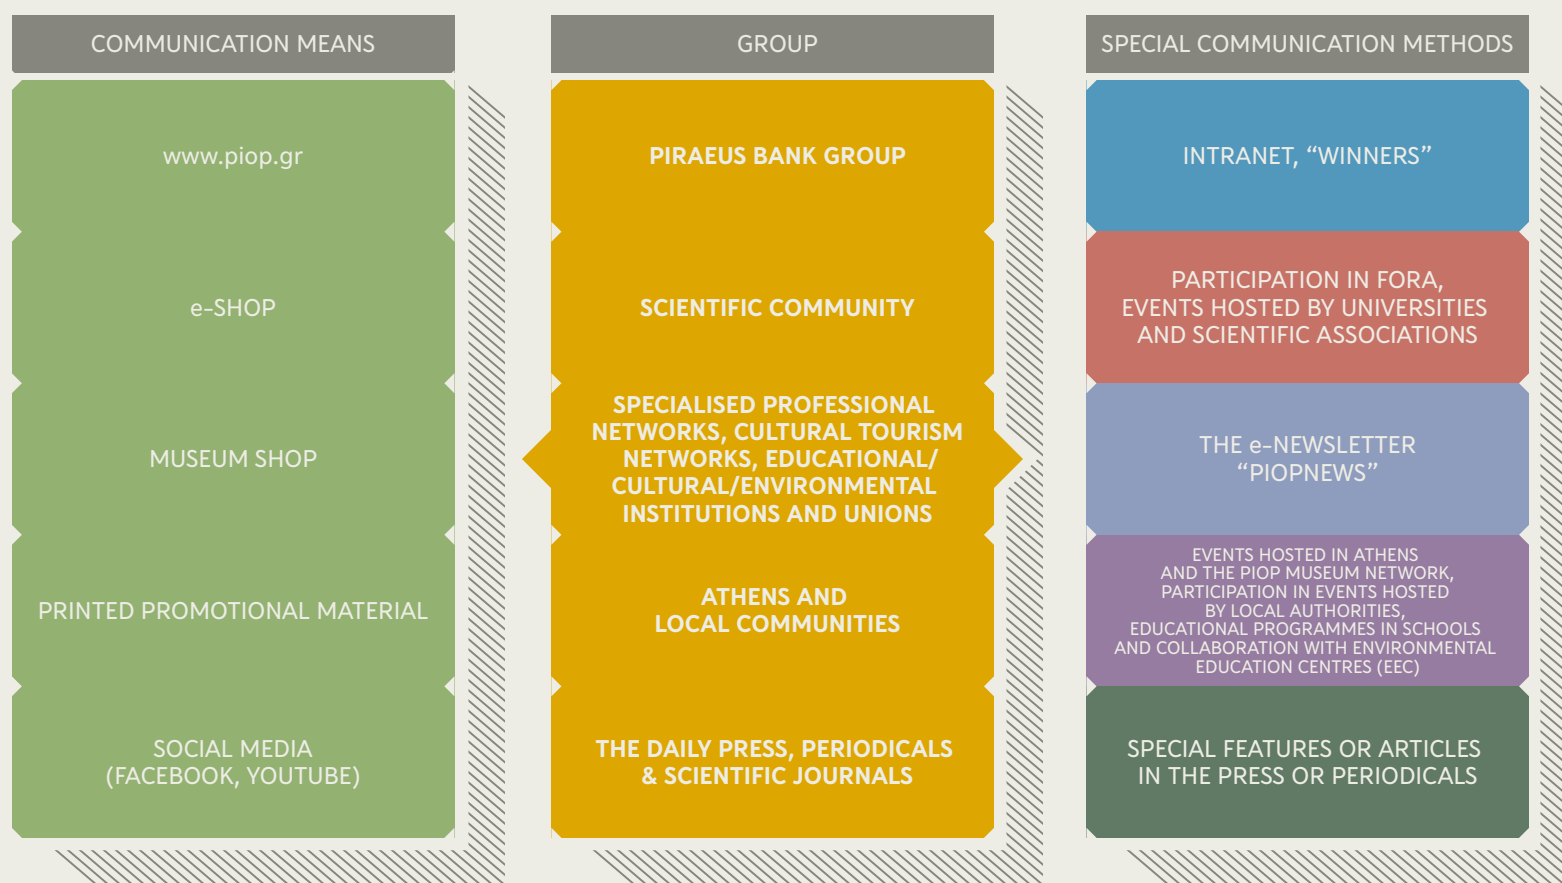 COMMUNICATION MEANS
www.piop.gr
e-SHOP
MUSEUM SHOP
PRINTED PROMOTIONAL MATERIAL
SOCIAL MEDIA
(FACEBOOK, YOUTUBE)
GROUP
PIRAEUS BANK GROUP
SCIENTIFIC COMMUNITY
SPECIALISED PROFESSIONAL
NETWORKS, CULTURAL TOURISM
NETWORKS, EDUCATIONAL/
CULTURAL/ENVIRONMENTAL
INSTITUTIONS AND UNIONS
ATHENS AND
LOCAL COMMUNITIES
THE DAILY PRESS, PERIODICALS
& SCIENTIFIC JOURNALS
SPECIAL COMMUNICATION METHODS
INTRANET, “WINNERS”
PARTICIPATION IN FORA,
EVENTS HOSTED BY UNIVERSITIES
AND SCIENTIFIC ASSOCIATIONS
THE e-NEWSLETTER
“PIOPNEWS”
EVENTS HOSTED IN ATHENS
AND THE PIOP MUSEUM NETWORK,
PARTICIPATION IN EVENTS HOSTED
BY LOCAL AUTHORITIES,
EDUCATIONAL PROGRAMMES IN SCHOOLS
AND COLLABORATION WITH ENVIRONMENTAL
EDUCATION CENTRES (EEC)
SPECIAL FEATURES OR ARTICLES
IN THE PRESS OR PERIODICALS